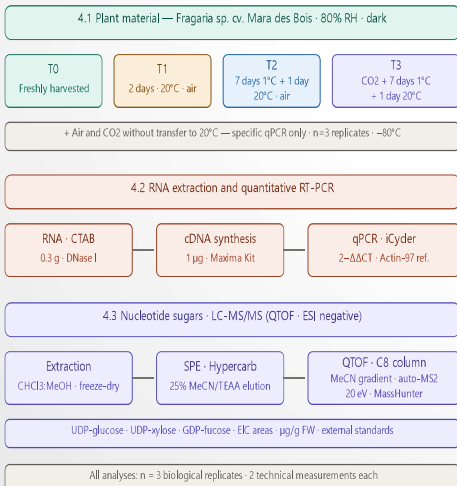 4.1 Plant material — Fragaria sp. cv. Mara des Bois · 80% RH · dark
T0
Freshly harvested
T1
2 days · 20°C · air
T2
7 days 1°C + 1 day
20°C · air
T3
CO2 + 7 days 1°C
+ 1 day 20°C
+ Air and CO2 without transfer to 20°C — specific qPCR only · n=3 replicates · −80°C
4.2 RNA extraction and quantitative RT-PCR
RNA · CTAB
0.3 g · DNase I
cDNA synthesis
1 µg · Maxima Kit
qPCR · iCycler
2−ΔΔCT · Actin-97 ref.
4.3 Nucleotide sugars · LC-MS/MS (QTOF · ESI negative)
Extraction
CHCl3:MeOH · freeze-dry
SPE · Hypercarb
25% MeCN/TEAA elution
QTOF · C8 column
MeCN gradient · auto-MS2
20 eV · MassHunter
UDP-glucose · UDP-xylose · GDP-fucose · EIC areas · µg/g FW · external standards
All analyses: n = 3 biological replicates · 2 technical measurements each